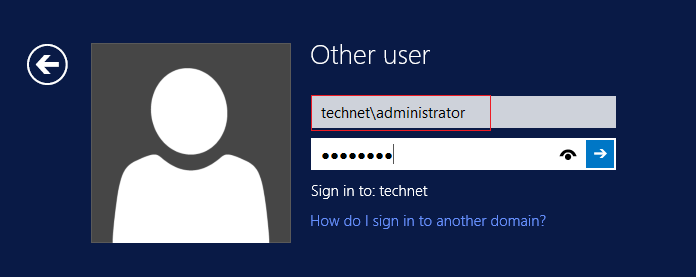 Other user
technet\administrator
●●●●●●●●
Sign in to: technet
How do I sign in to another domain?